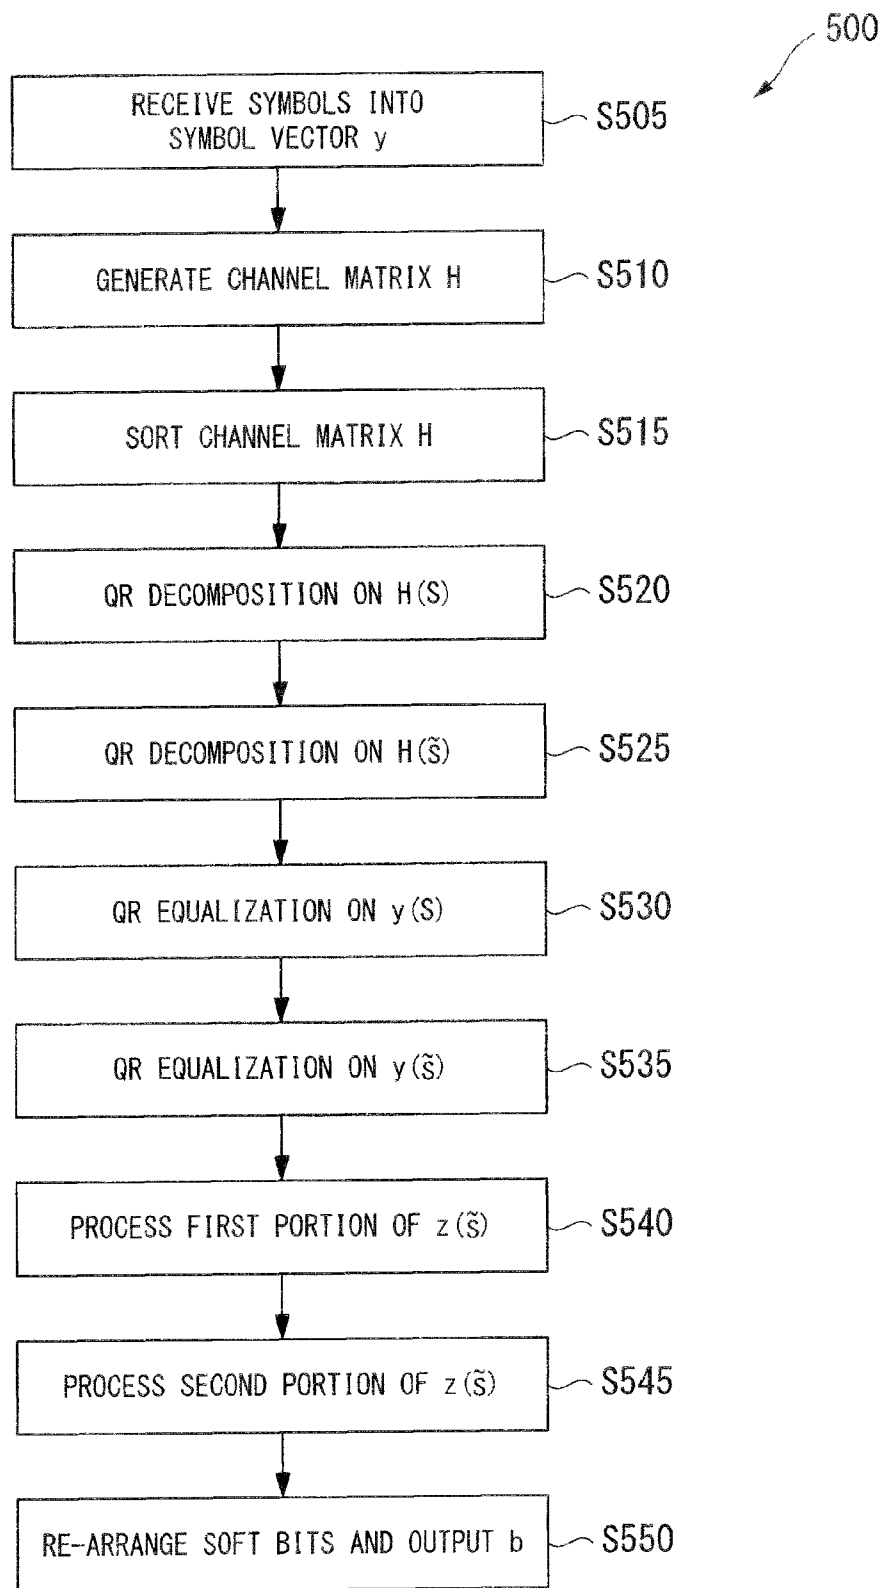 500
RECEIVE SYMBOLS INTO
SYMBOL VECTOR y
S505
GENERATE CHANNEL MATRIX H
S510
SORT CHANNEL MATRIX H
S515
QR DECOMPOSITION ON H(S)
S520
QR DECOMPOSITION ON H(s̃)
S525
QR EQUALIZATION ON y(S)
S530
QR EQUALIZATION ON y(s̃)
S535
PROCESS FIRST PORTION OF z(s̃)
S540
PROCESS SECOND PORTION OF z(s̃)
S545
RE-ARRANGE SOFT BITS AND OUTPUT b
S550